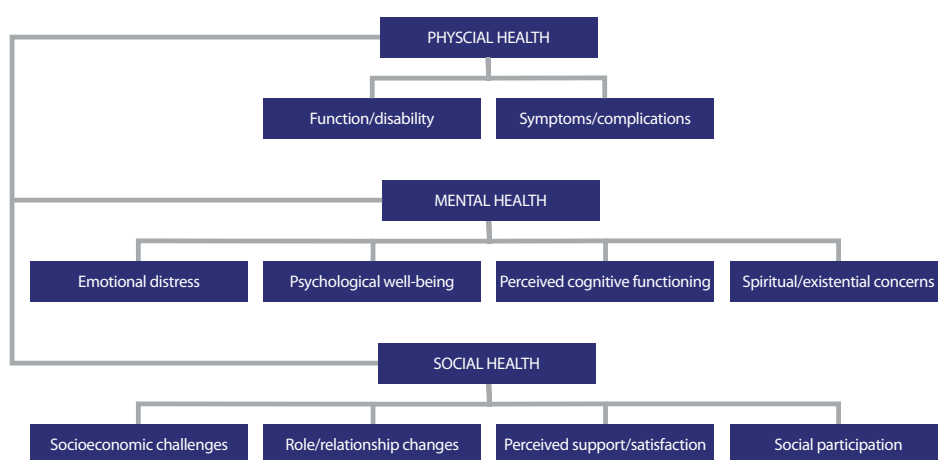 PHYSCIAL HEALTH
Function/disability
Symptoms/complications
MENTAL HEALTH
Emotional distress
Psychological well-being
Perceived cognitive functioning
Spiritual/existential concerns
SOCIAL HEALTH
Socioeconomic challenges
Role/relationship changes
Perceived support/satisfaction
Social participation